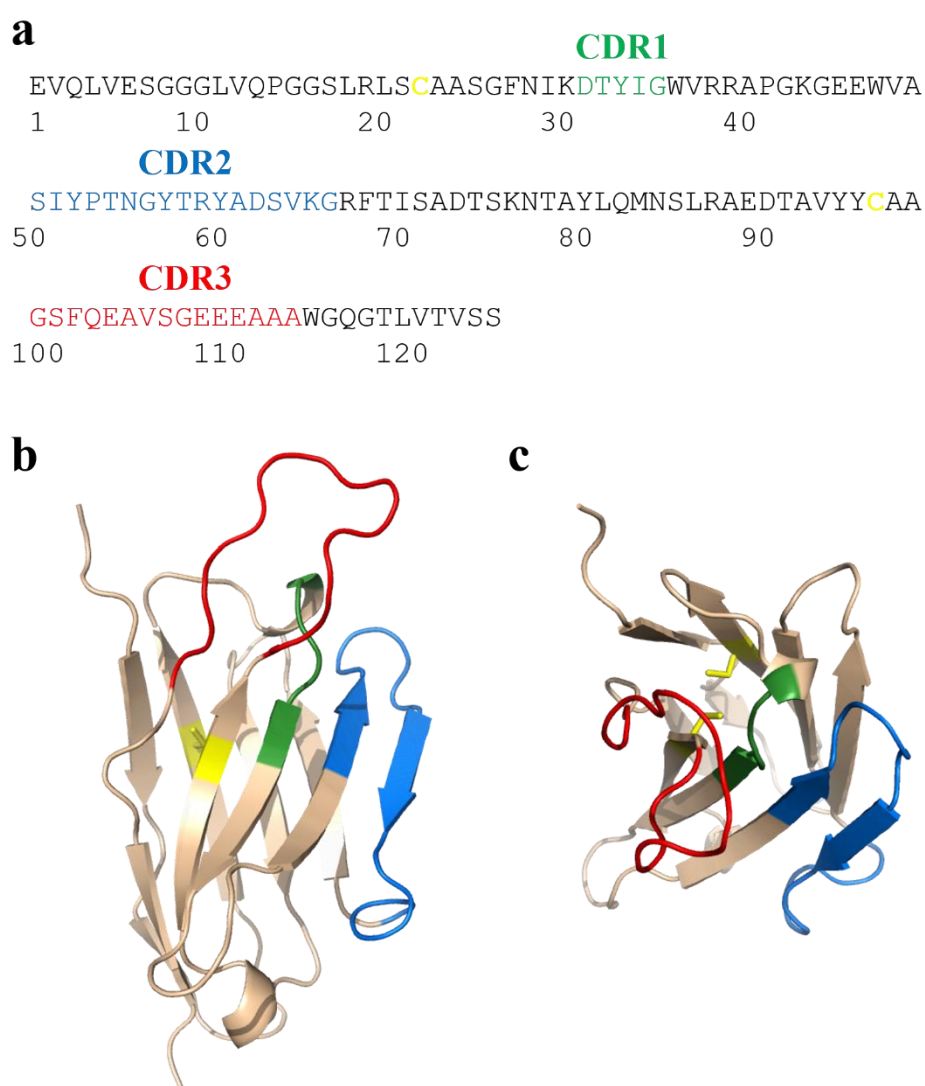 a
CDR1
EVQLVESGGGLVQPGGSLRLSCAASGFNIKDTYIGWVRRAPGKGEEWVA
1 10 20 30 40
CDR2
SIYPTNGYTRYADSVKGRFTISADTSKNTAYLQMNSLRAEDTAVYYCAA
50 60 70 80 90
CDR3
GSFQEAVSGEEEAAAWGQGTLVTVSS
100 110 120
b c